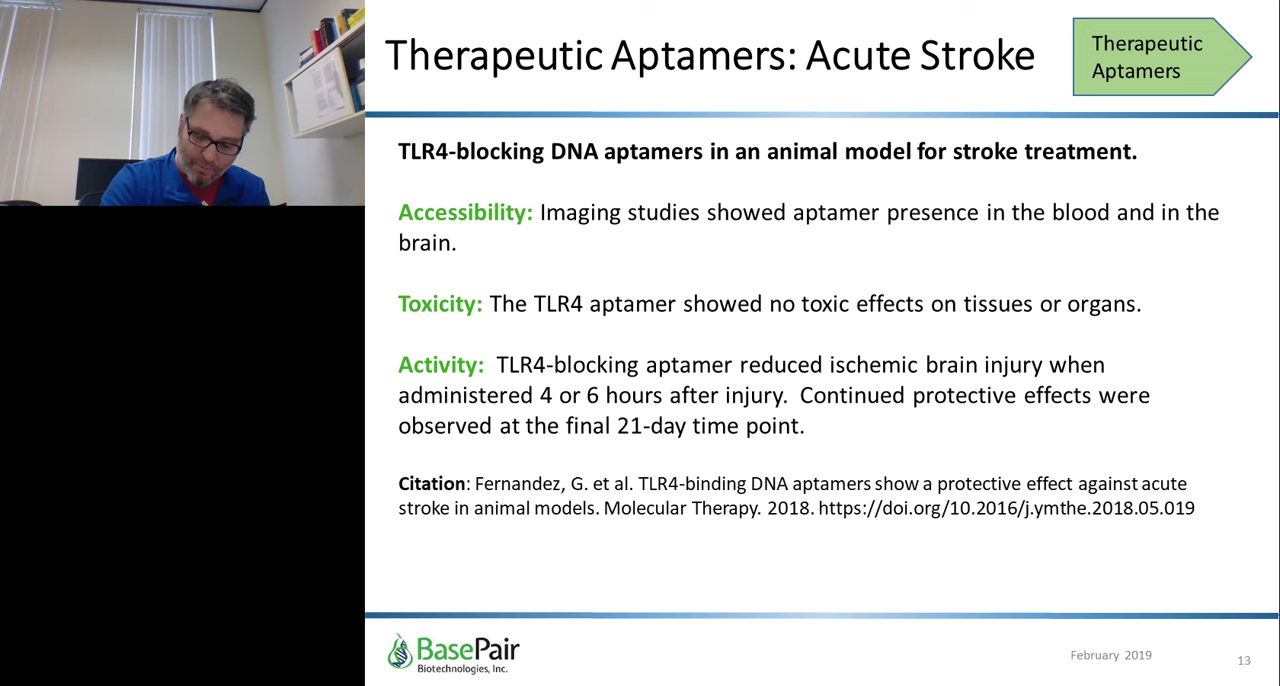 Therapeutic Aptamers: Acute Stroke
Therapeutic
Aptamers
TLR4-blocking DNA aptamers in an animal model for stroke treatment.
Accessibility: Imaging studies showed aptamer presence in the blood and in the
brain.
Toxicity: The TLR4 aptamer showed no toxic effects on tissues or organs.
Activity: TLR4-blocking aptamer reduced ischemic brain injury when
administered 4 or 6 hours after injury. Continued protective effects were
observed at the final 21-day time point.
Citation: Fernandez, G. et al. TLR4-binding DNA aptamers show a protective effect against acute
stroke in animal models. Molecular Therapy. 2018. https://doi.org/10.2016/j.ymthe.2018.05.019
BasePair
Biotechnologies, Inc.
February 2019
13